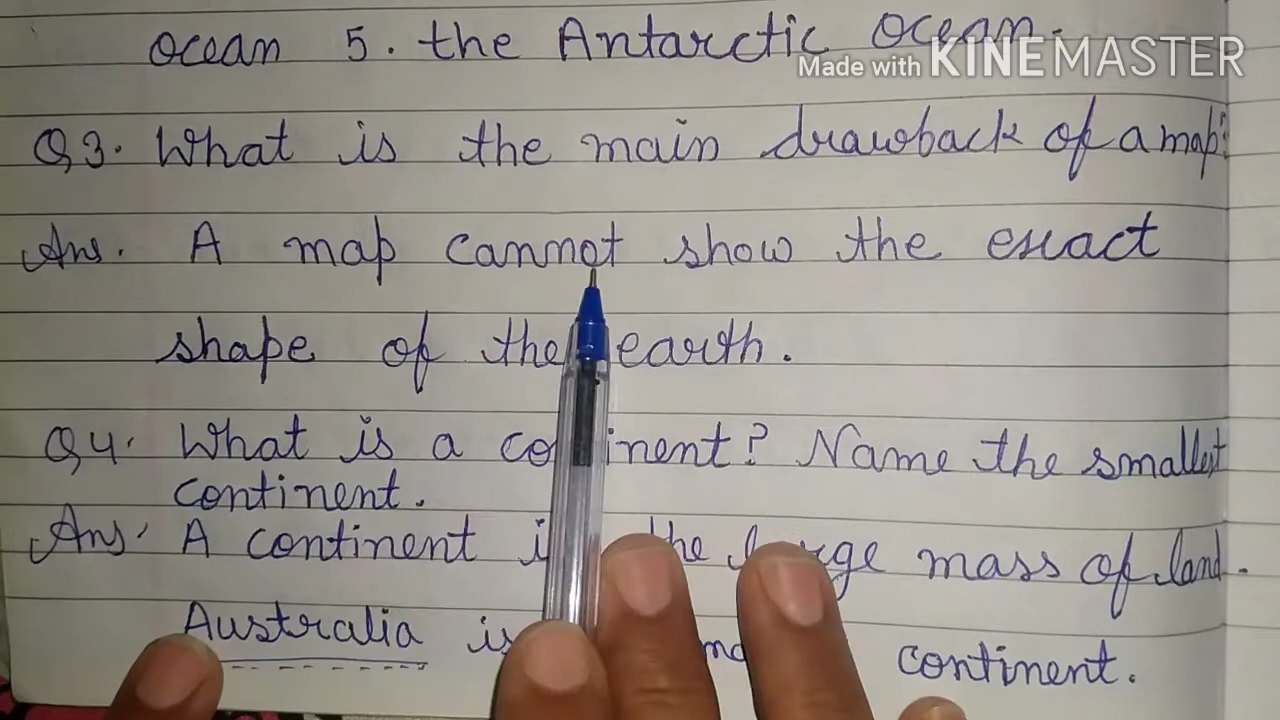 Ocean 5. the Antarctic Ocean.
Made with KINEMASTER
Q3. What is the main drawback of a map?
Ans. A map cannot show the exact
shape of the earth.
Q4. What is a co inent? Name the smallest
continent.
Ans. A continent i the large mass of land.
Australia is continent.